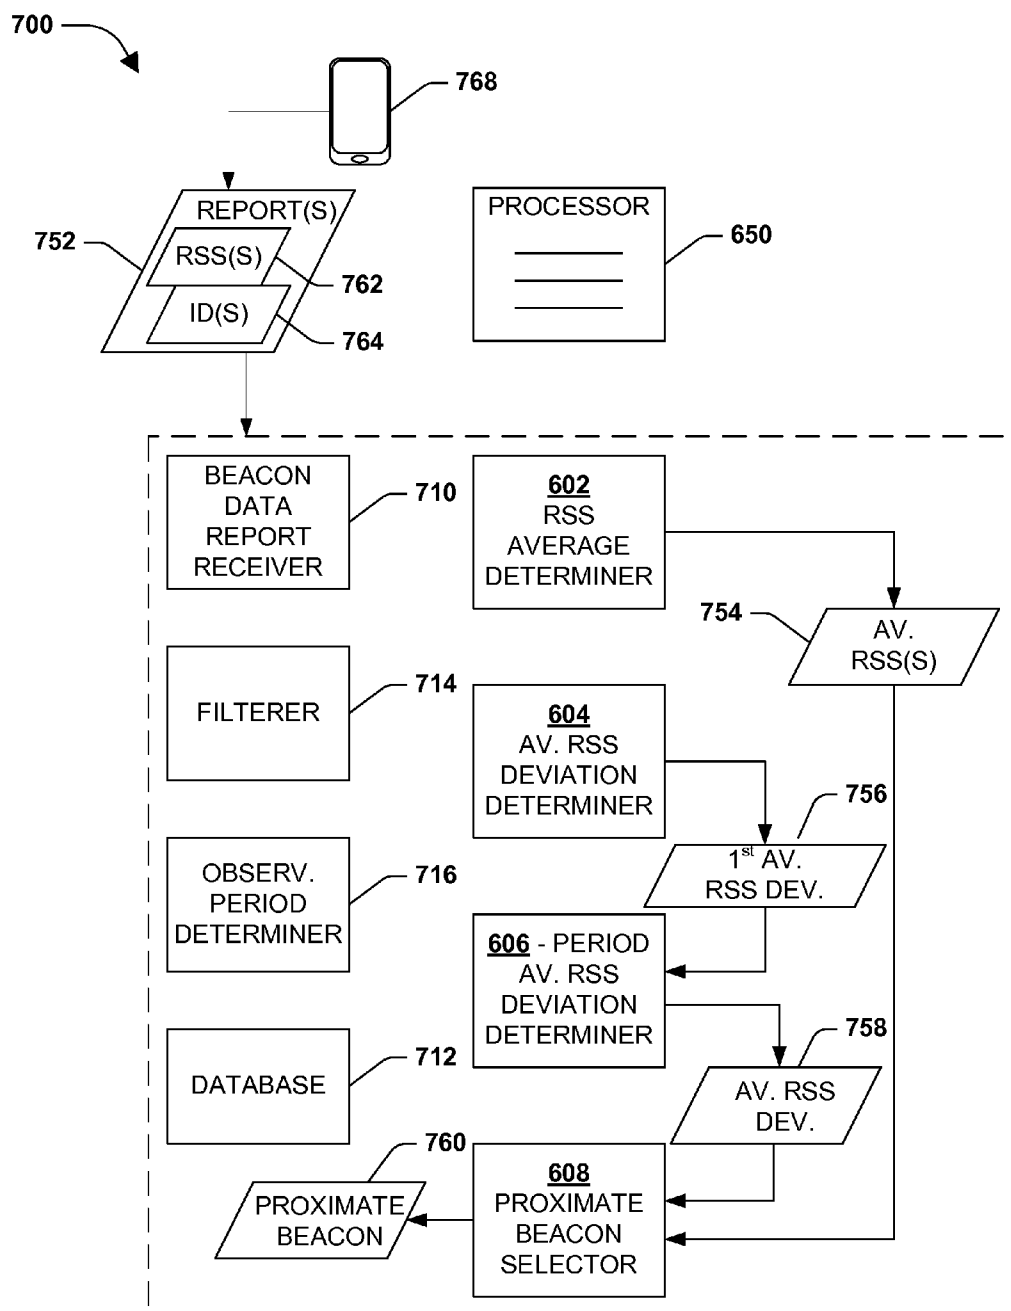 700
768
REPORT(S)
752
RSS(S)
762
ID(S)
764
PROCESSOR
650
BEACON
DATA
REPORT
RECEIVER
710
602
RSS
AVERAGE
DETERMINER
754
AV.
RSS(S)
FILTERER
714
604
AV. RSS
DEVIATION
DETERMINER
756
1st AV.
RSS DEV.
OBSERV.
PERIOD
DETERMINER
716
606 - PERIOD
AV. RSS
DEVIATION
DETERMINER
758
AV. RSS
DEV.
DATABASE
712
760
PROXIMATE
BEACON
608
PROXIMATE
BEACON
SELECTOR